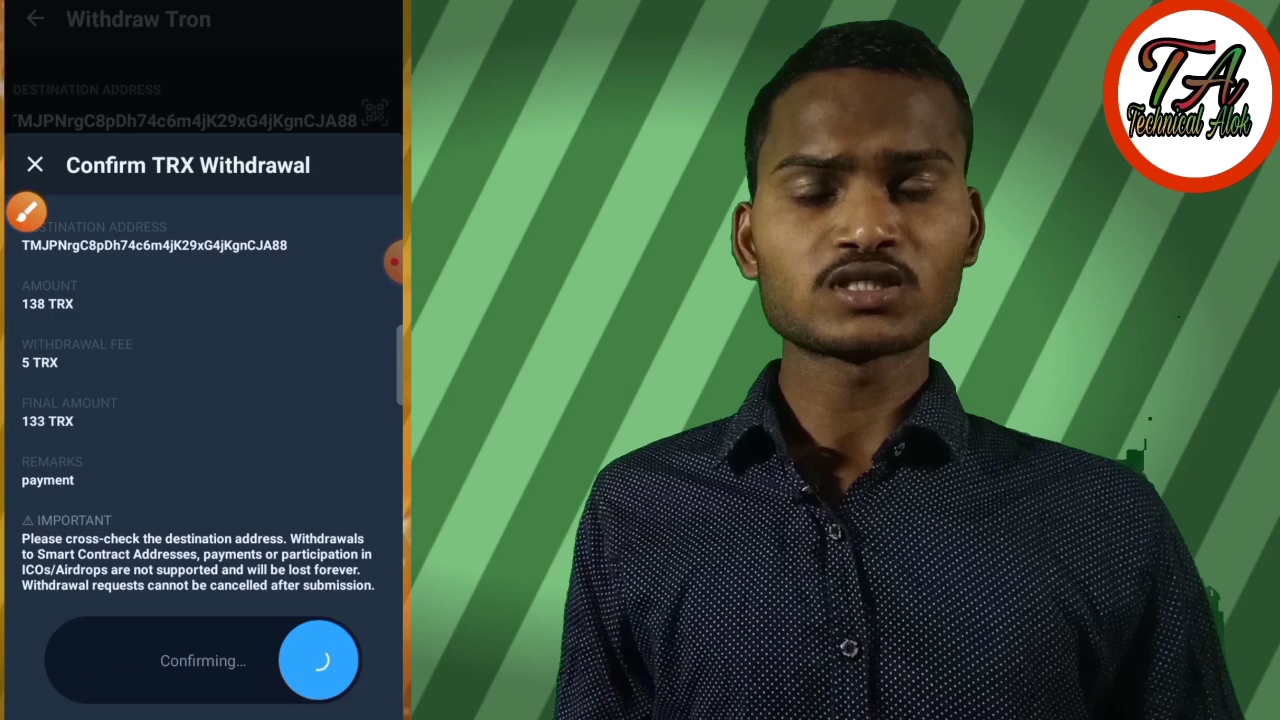 Withdraw Tron
DESTINATION ADDRESS
TMJPNrgC8pDh74c6m4jK29xG4jKgnCJA88
Confirm TRX Withdrawal
DESTINATION ADDRESS
TMJPNrgC8pDh74c6m4jK29xG4jKgnCJA88
AMOUNT
138 TRX
WITHDRAWAL FEE
5 TRX
FINAL AMOUNT
133 TRX
REMARKS
payment
⚠ IMPORTANT
Please cross-check the destination address. Withdrawals
to Smart Contract Addresses, payments or participation in
ICOs/Airdrops are not supported and will be lost forever.
Withdrawal requests cannot be cancelled after submission.
Confirming...
TA
Technical Alok